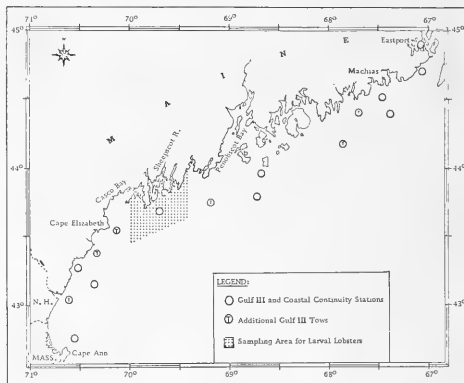 71° 70° 69° 68° 67°
45° 45°
Eastport
Machias
M A I N E
Sheepscot R.
Penobscot Bay
44° 44°
Casco Bay
Cape Elizabeth
N.H.
43° 43°
MASS.
Cape Ann
LEGEND:
Gulf III and Coastal Continuity Stations
T Additional Gulf III Tows
Sampling Area for Larval Lobsters
71° 70° 69° 68° 67°